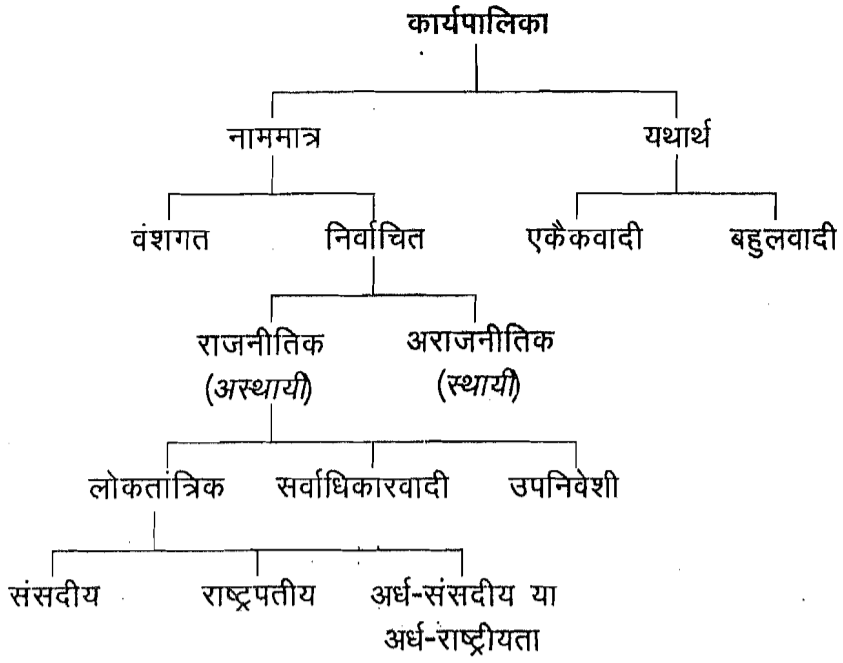 कार्यपालिका
नाममात्र यथार्थ
वंशगत निर्वाचित एकैकवादी बहुलवादी
राजनीतिक अराजनीतिक
(अस्थायी) (स्थायी)
लोकतांत्रिक सर्वाधिकारवादी उपनिवेशी
संसदीय राष्ट्रपतीय अर्ध-संसदीय या
अर्ध-राष्ट्रीयता